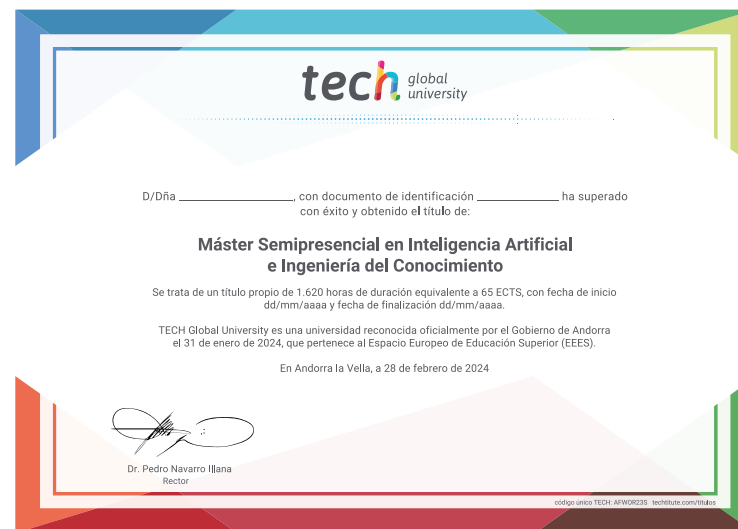 tech global university
D/Dña ______________, con documento de identificación __________ ha superado
con éxito y obtenido el título de:
Máster Semipresencial en Inteligencia Artificial
e Ingeniería del Conocimiento
Se trata de un título propio de 1.620 horas de duración equivalente a 65 ECTS, con fecha de inicio
dd/mm/aaaa y fecha de finalización dd/mm/aaaa.
TECH Global University es una universidad reconocida oficialmente por el Gobierno de Andorra
el 31 de enero de 2024, que pertenece al Espacio Europeo de Educación Superior (EEES).
En Andorra la Vella, a 28 de febrero de 2024
Dr. Pedro Navarro Illana
Rector
código único TECH: AFWOR23S techtitute.com/titulos